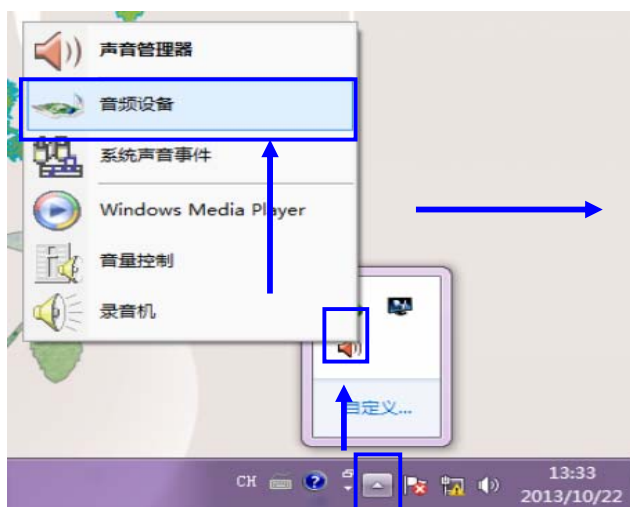 声音管理器
音频设备
系统声音事件
Windows Media Player
音量控制
录音机
自定义...
CH
13:33
2013/10/22